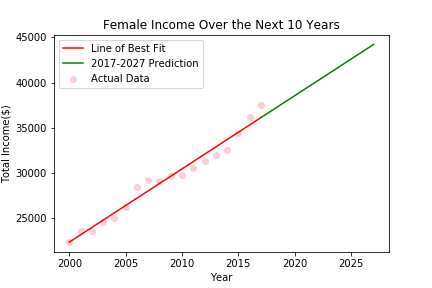 Female Income Over the Next 10 Years
Line of Best Fit
2017-2027 Prediction
Actual Data
45000
40000
35000
30000
25000
Total Income($)
2000 2005 2010 2015 2020 2025
Year